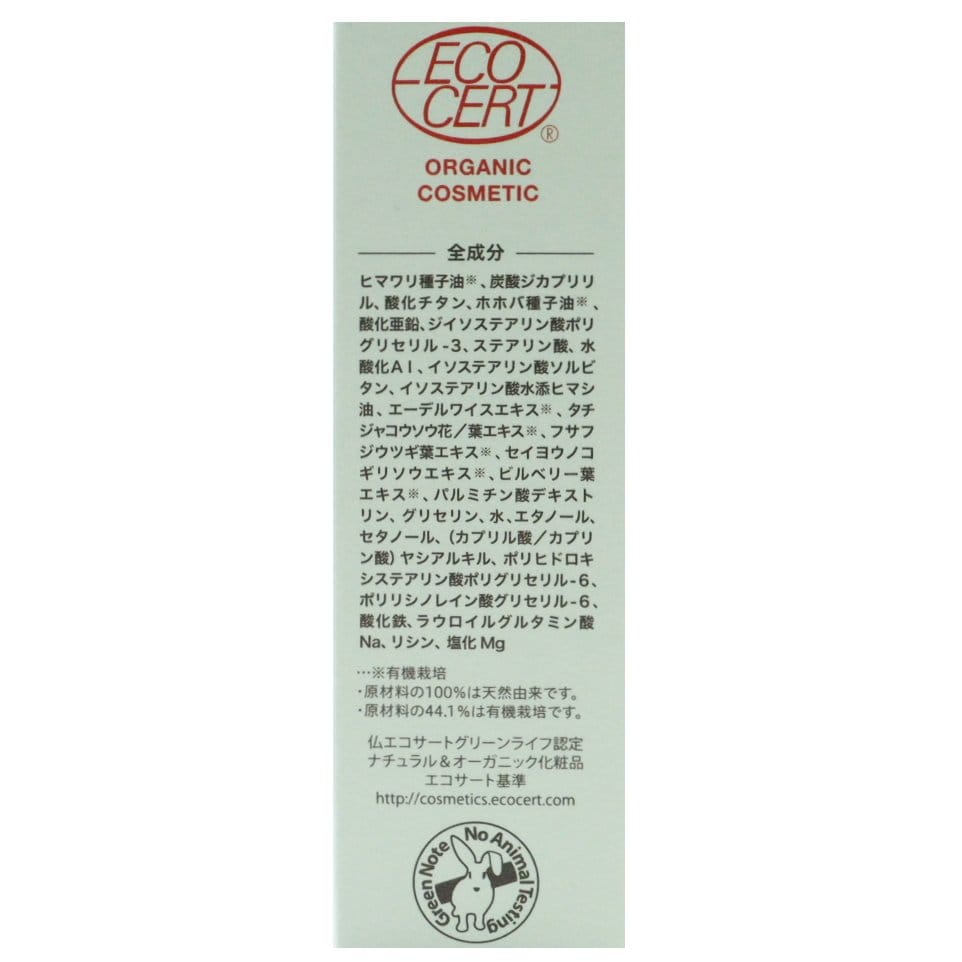 ECO
CERT
®
ORGANIC
COSMETIC
全成分
ヒマワリ種子油※、炭酸ジカプリリ
ル、酸化チタン、ホホバ種子油※、
酸化亜鉛、ジイソステアリン酸ポリ
グリセリル-3、ステアリン酸、水
酸化AI、イソステアリン酸ソルビ
タン、イソステアリン酸水添ヒマシ
油、エーデルワイスエキス※、タチ
ジャコウソウ花/葉エキス※、フサフ
ジウツギ葉エキス※、セイヨウノコ
ギリソウエキス※、ビルベリー葉
エキス※、パルミチン酸デキスト
リン、グリセリン、水、エタノール、
セタノール、(カプリル酸/カプリ
ン酸)ヤシアルキル、ポリヒドロキ
システアリン酸ポリグリセリル-6、
ポリリシノレイン酸グリセリル-6、
酸化鉄、ラウロイルグルタミン酸
Na、リシン、塩化Mg
…※有機栽培
・原材料の100%は天然由来です。
・原材料の44.1%は有機栽培です。
仏エコサートグリーンライフ認定
ナチュラル&オーガニック化粧品
エコサート基準
http://cosmetics.ecocert.com
Green Note No Animal Testing